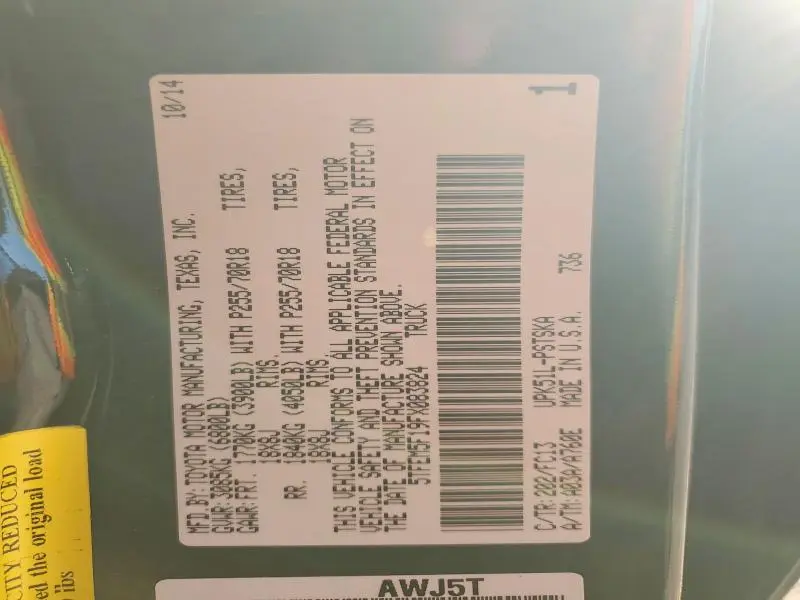 10/14
MFD.BY:TOYOTA MOTOR MANUFACTURING, TEXAS, INC.
GVWR:3085KG (6800LB)
GAWR:FRT. 1770KG (3900LB) WITH P255/70R18 TIRES,
18X8J RIMS.
RR. 1840KG (4050LB) WITH P255/70R18 TIRES,
18X8J RIMS.
THIS VEHICLE CONFORMS TO ALL APPLICABLE FEDERAL MOTOR
VEHICLE SAFETY AND THEFT PREVENTION STANDARDS IN EFFECT ON
THE DATE OF MANUFACTURE SHOWN ABOVE.
5TFEM5F19FX083824 TRUCK
C/TR:202/FC13 UPK51L-PSTSKA 736
A/TM:A03A/A760E MADE IN U.S.A.
1
CITY REDUCED
ed the original load
lbs
AWJ5T